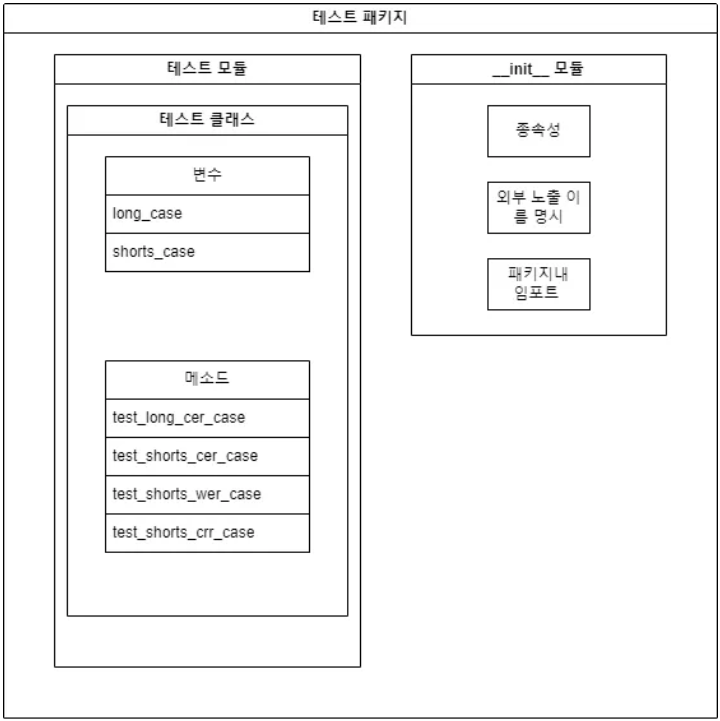 테스트 패키지
테스트 모듈
테스트 클래스
변수
long_case
shorts_case
메소드
test_long_cer_case
test_shorts_cer_case
test_shorts_wer_case
test_shorts_crr_case
__init__ 모듈
종속성
외부 노출 이
름 명시
패키지내
임포트